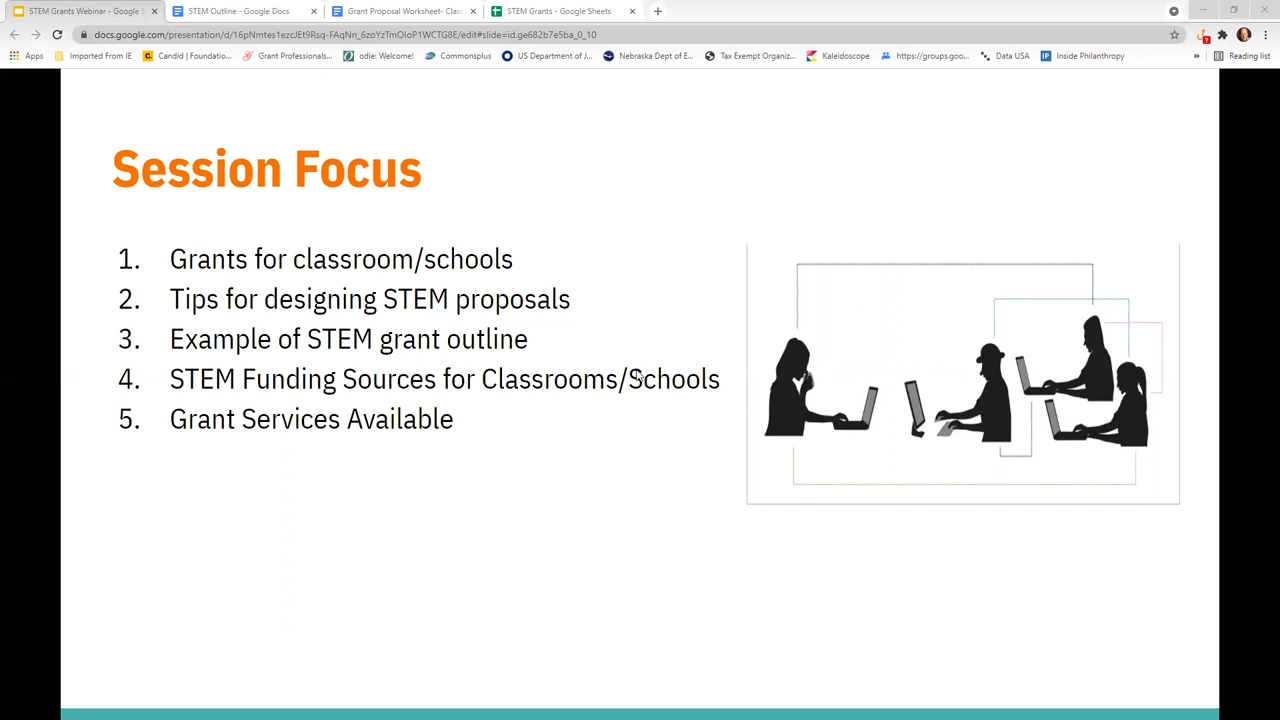 STEM Grants Webinar - Google S
STEM Outline - Google Docs
Grant Proposal Worksheet- Clas
STEM Grants - Google Sheets
docs.google.com/presentation/d/16pNmtes1ezcJEt9Rsq-FAqNn_6zoYzTmOIoP1WCTG8E/edit#slide=id.ge682b7e5ba_0_10
Apps Imported From IE Candid | Foundatio... Grant Professionals... odie: Welcome! Commonsplus US Department of J... Nebraska Dept of E... Tax Exempt Organiz... Kaleidoscope https://groups.goo... Data USA Inside Philanthropy » Reading list
Session Focus
1. Grants for classroom/schools
2. Tips for designing STEM proposals
3. Example of STEM grant outline
4. STEM Funding Sources for Classrooms/Schools
5. Grant Services Available